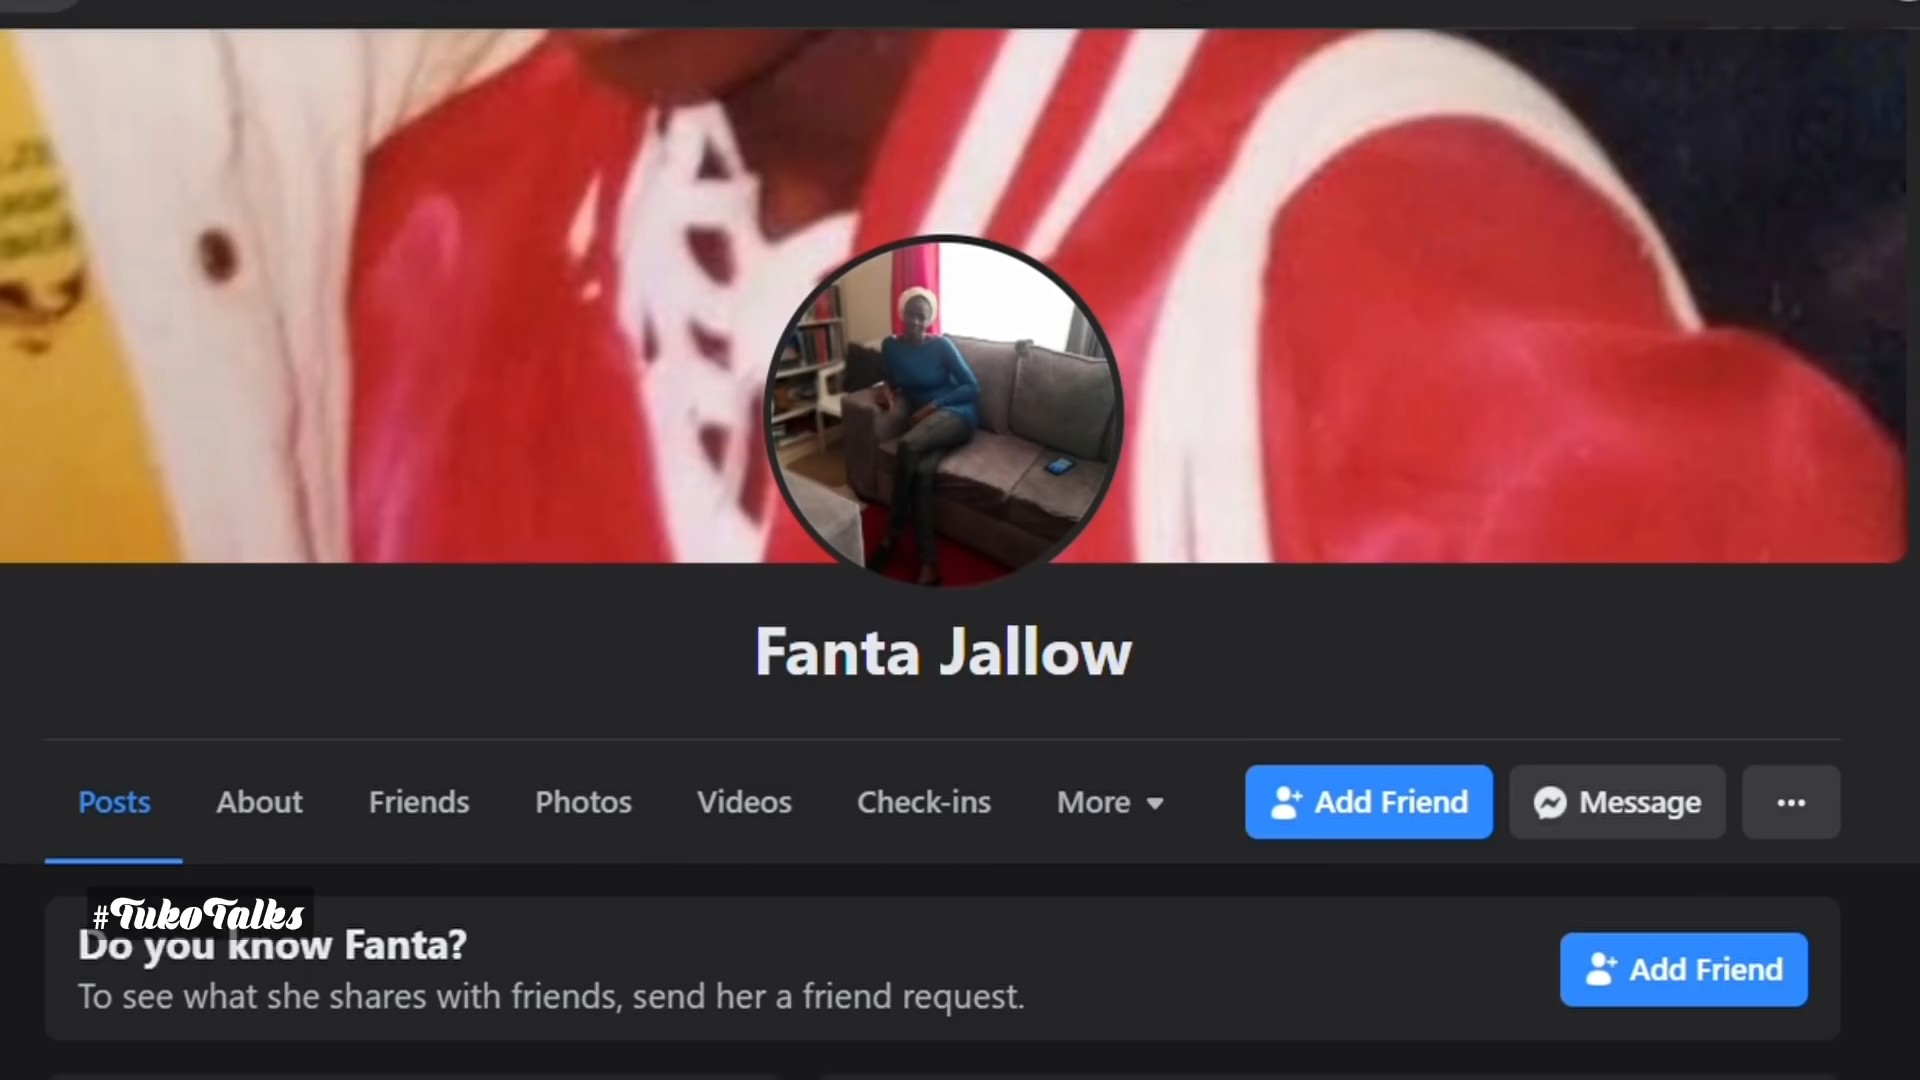 Fanta Jallow
Posts About Friends Photos Videos Check-ins More Add Friend Message
#TukoTalks
Do you know Fanta?
To see what she shares with friends, send her a friend request.
Add Friend